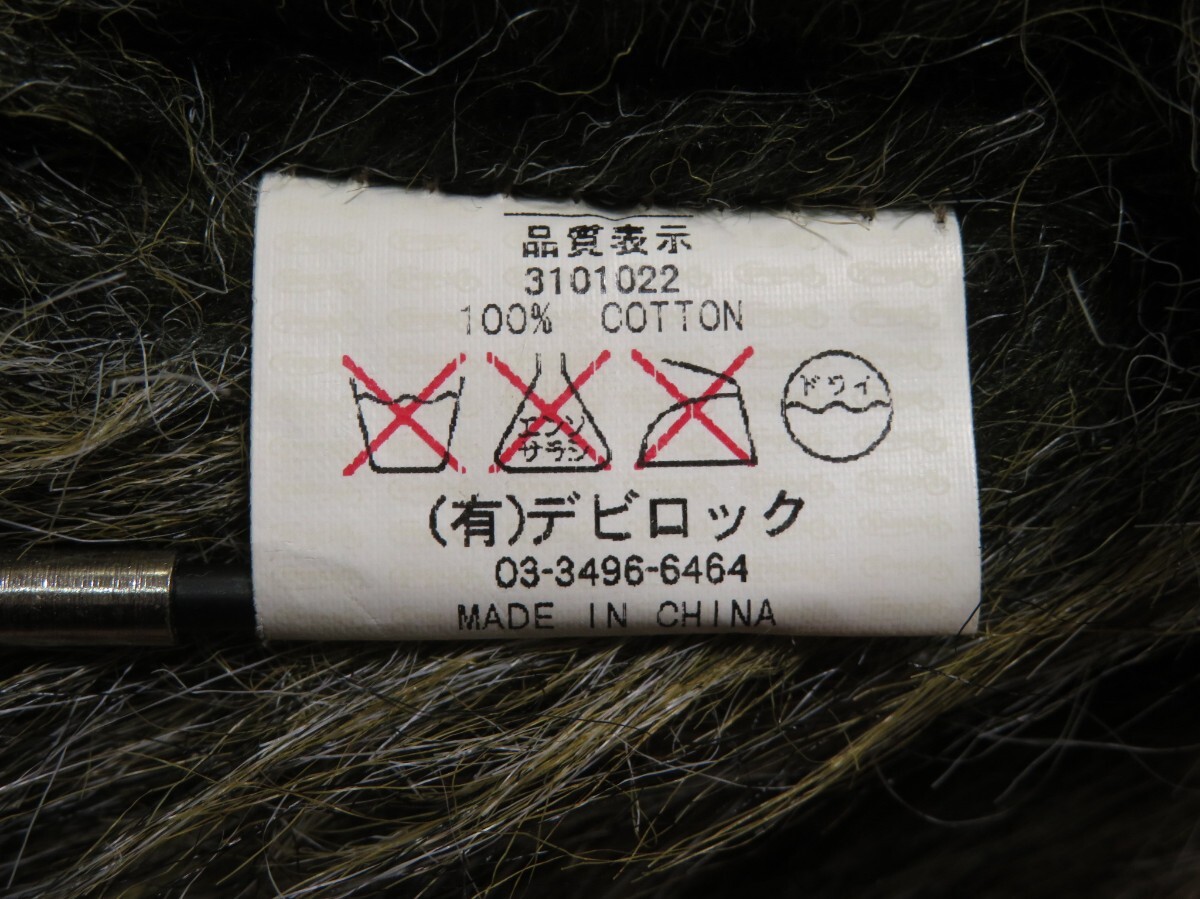 品質表示
3101022
100% COTTON
エンソ
サラシ
ドライ
(有)デビロック
03-3496-6464
MADE IN CHINA